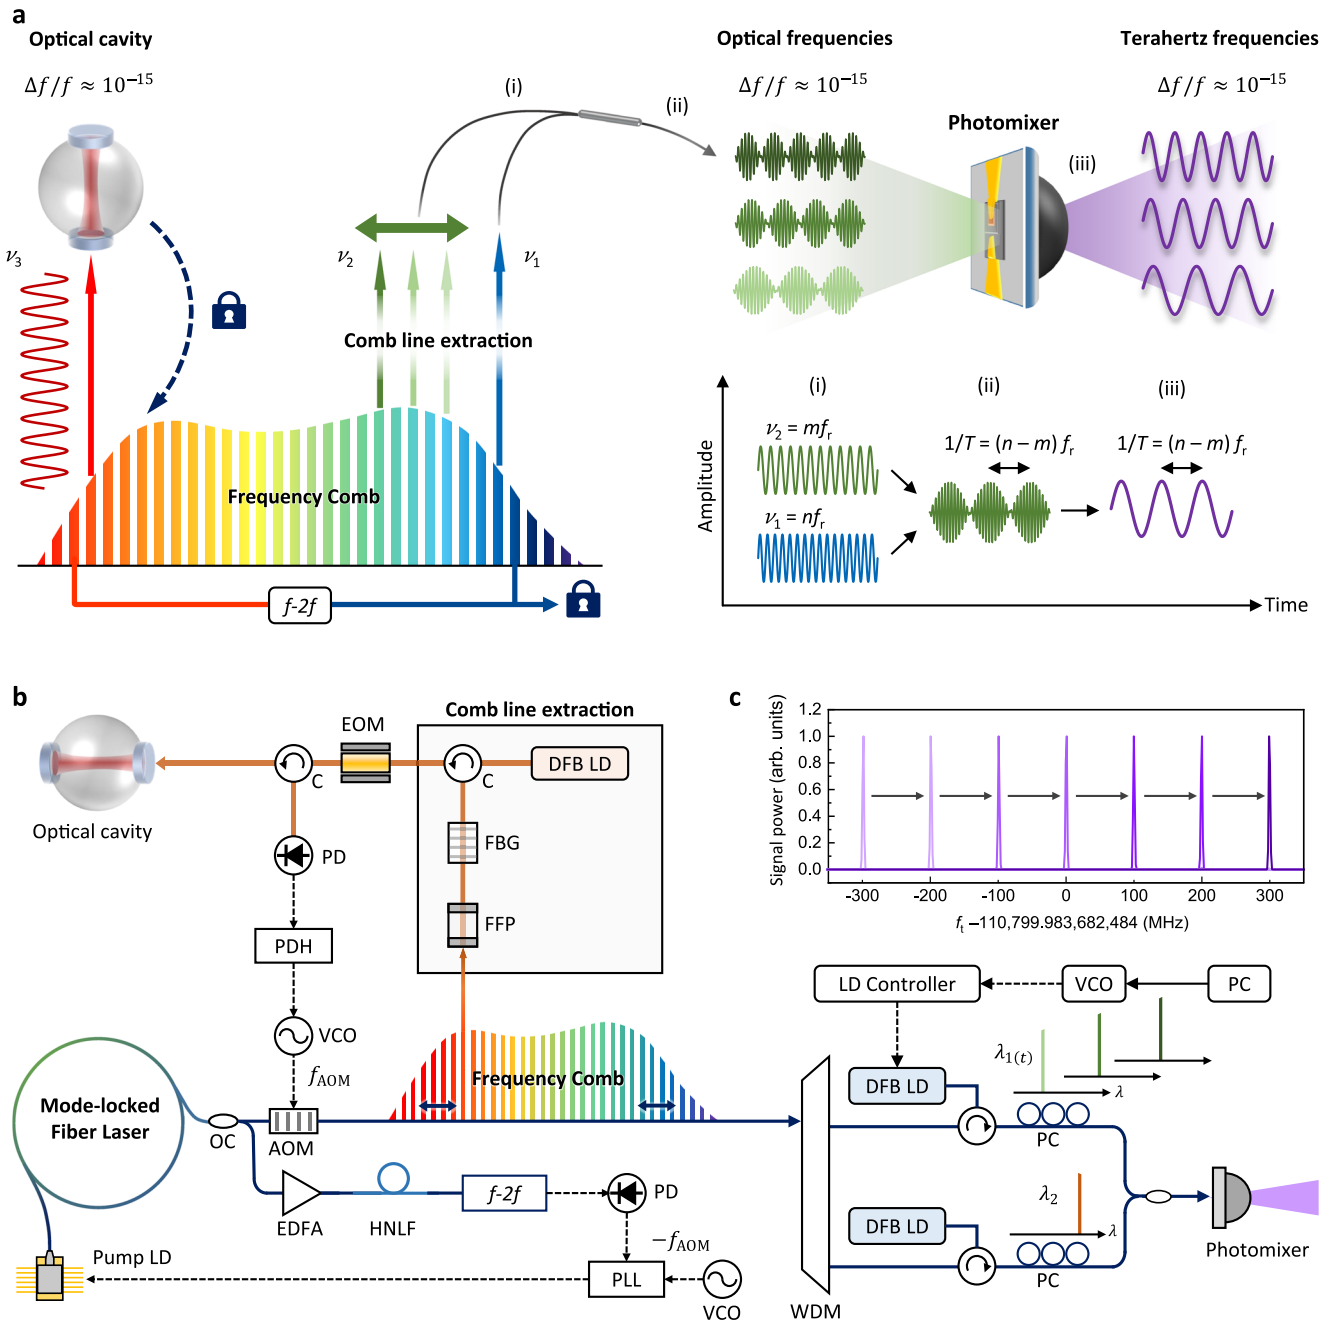 a
Optical cavity
Δf/f ≈ 10⁻¹⁵
(i)
(ii)
Optical frequencies
Δf/f ≈ 10⁻¹⁵
Terahertz frequencies
Δf/f ≈ 10⁻¹⁵
Photomixer
(iii)
ν₃
ν₂
ν₁
Comb line extraction
Frequency Comb
f-2f
Amplitude
(i)
(ii)
(iii)
ν₂ = mfᵣ
1/T = (n − m) fᵣ
1/T = (n − m) fᵣ
ν₁ = nfᵣ
Time
b
Comb line extraction
EOM
C
C
DFB LD
Optical cavity
PD
FBG
FFP
PDH
VCO
f_AOM
Frequency Comb
Mode-locked
Fiber Laser
OC
AOM
EDFA
HNLF
f-2f
PD
−f_AOM
Pump LD
PLL
VCO
c
Signal power (arb. units)
1.2
1.0
0.8
0.6
0.4
0.2
0.0
-300
-200
-100
0
100
200
300
fₜ −110,799.983,682,484 (MHz)
LD Controller
VCO
PC
λ₁₍ₜ₎
λ
λ
DFB LD
PC
λ₂
λ
DFB LD
PC
WDM
Photomixer